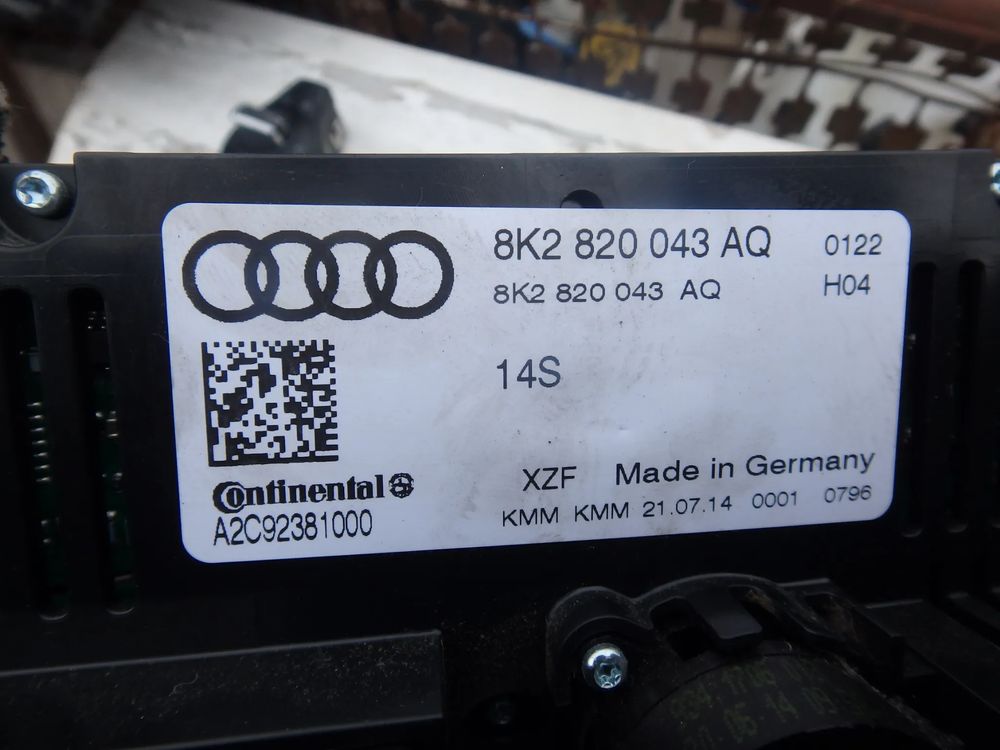 8K2 820 043 AQ 0122
8K2 820 043 AQ H04
14S
Continental
A2C92381000
XZF Made in Germany
KMM KMM 21.07.14 0001 0796